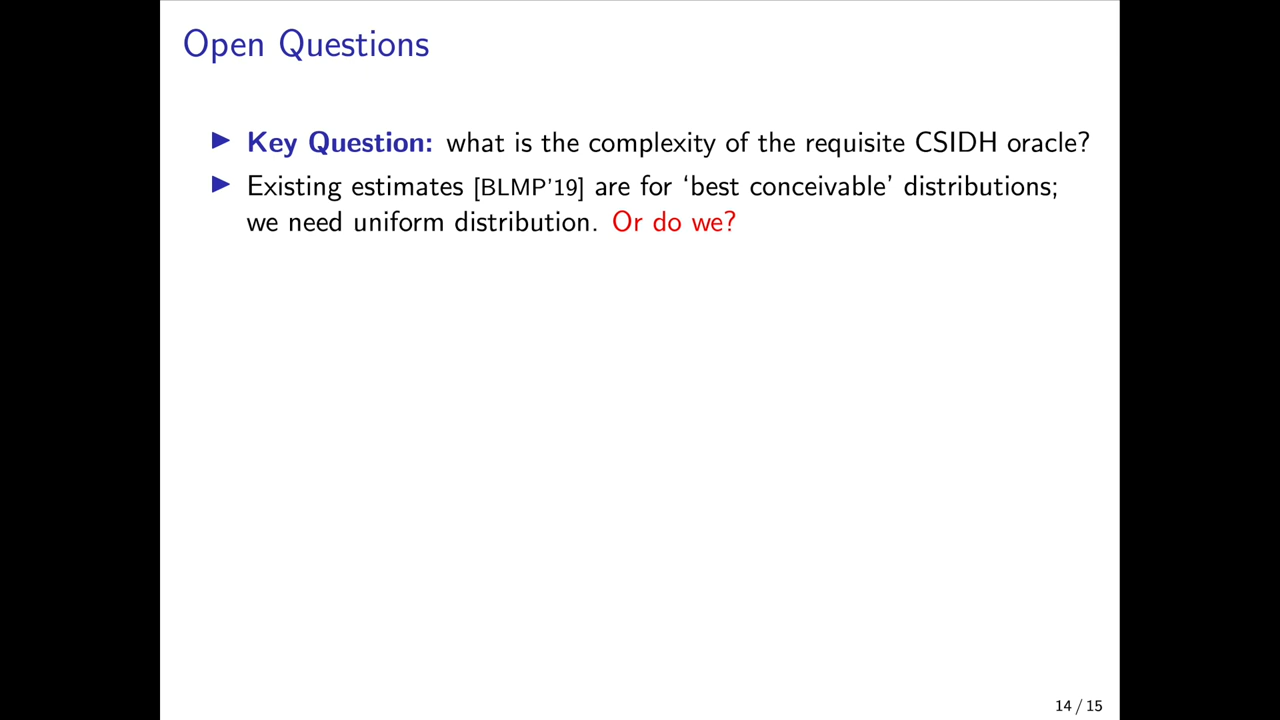 Open Questions
▶ Key Question: what is the complexity of the requisite CSIDH oracle?
▶ Existing estimates [BLMP’19] are for ‘best conceivable’ distributions;
we need uniform distribution. Or do we?
14 / 15